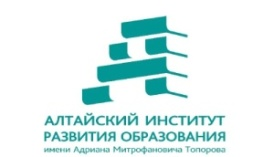 АЛТАЙСКИЙ ИНСТИТУТ
РАЗВИТИЯ ОБРАЗОВАНИЯ
имени Адриана Митрофановича Топорова